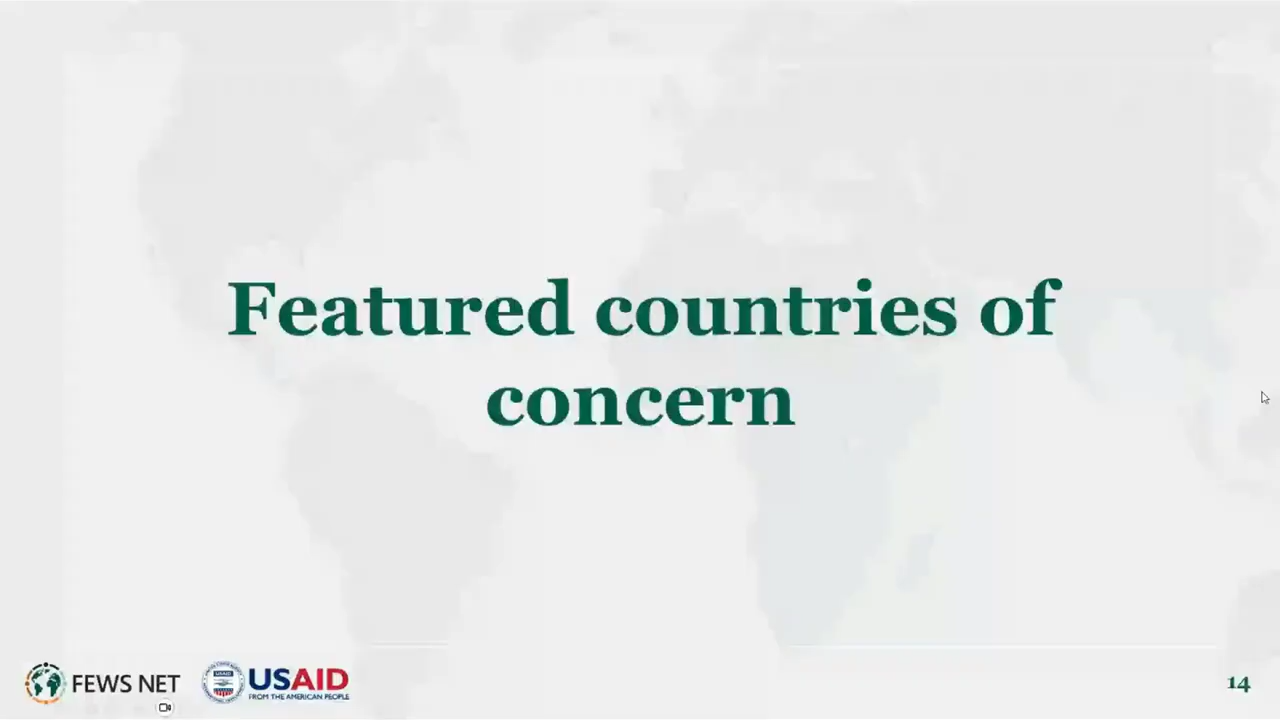 Featured countries of
concern
FEWS NET
USAID
FROM THE AMERICAN PEOPLE
14